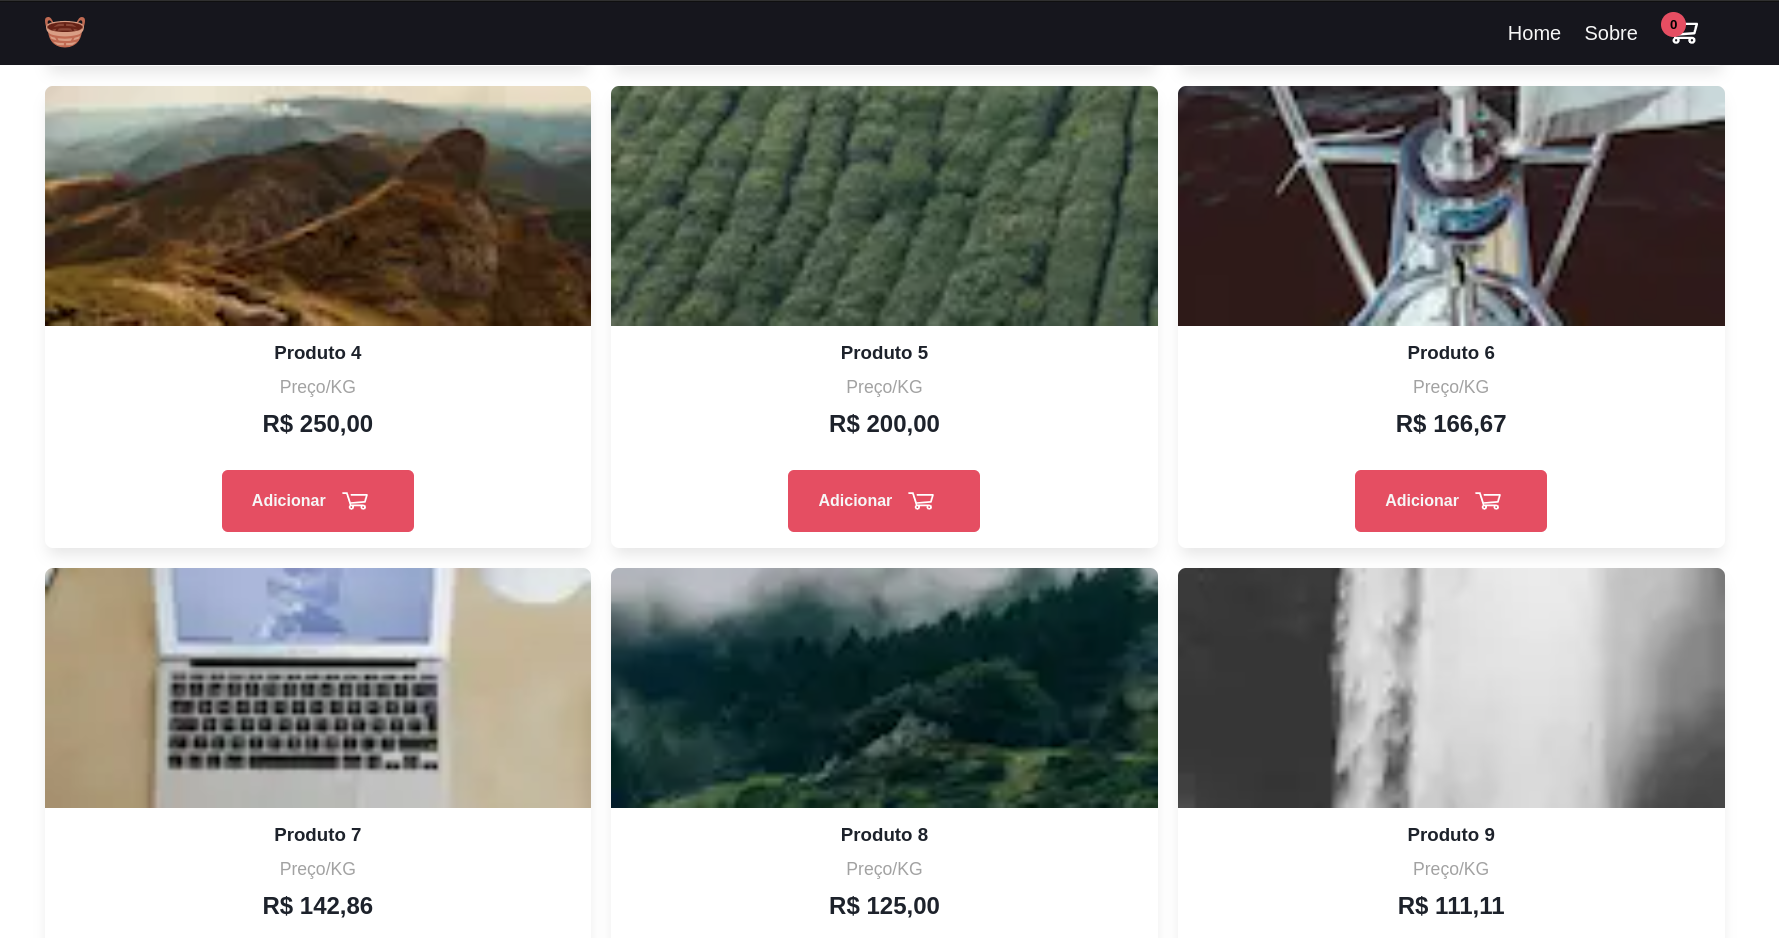 Home Sobre 0
Produto 4
Preço/KG
R$ 250,00
Adicionar
Produto 5
Preço/KG
R$ 200,00
Adicionar
Produto 6
Preço/KG
R$ 166,67
Adicionar
Produto 7
Preço/KG
R$ 142,86
Produto 8
Preço/KG
R$ 125,00
Produto 9
Preço/KG
R$ 111,11